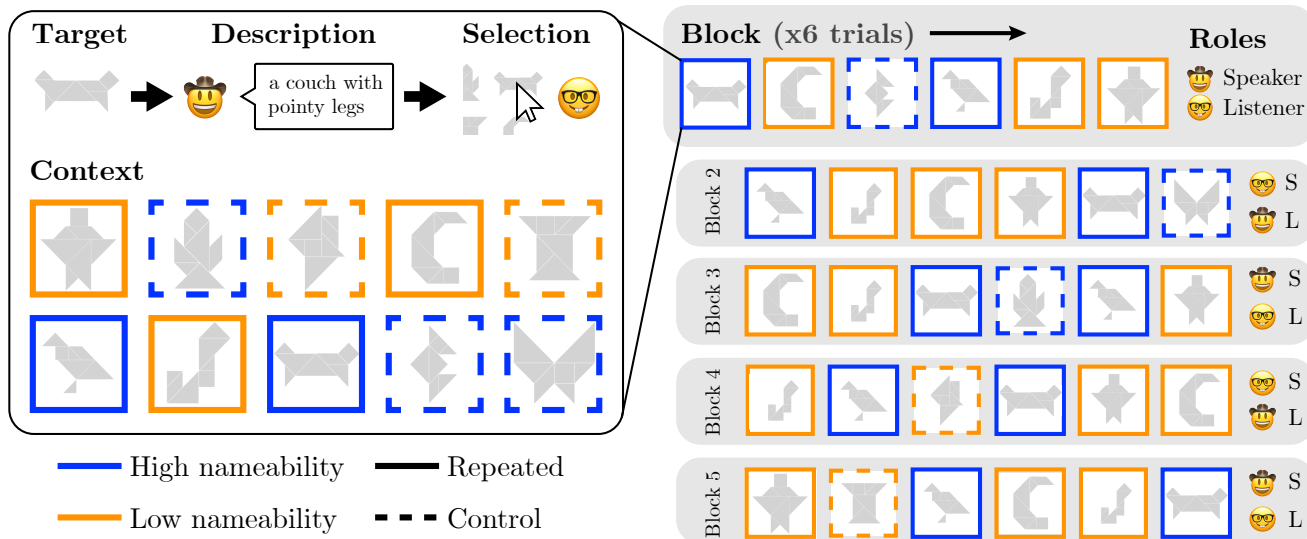 Target
Description
Selection
a couch with
pointy legs
Context
High nameability
Repeated
Low nameability
Control
Block (x6 trials)
Roles
Speaker
Listener
Block 2
S
L
Block 3
S
L
Block 4
S
L
Block 5
S
L